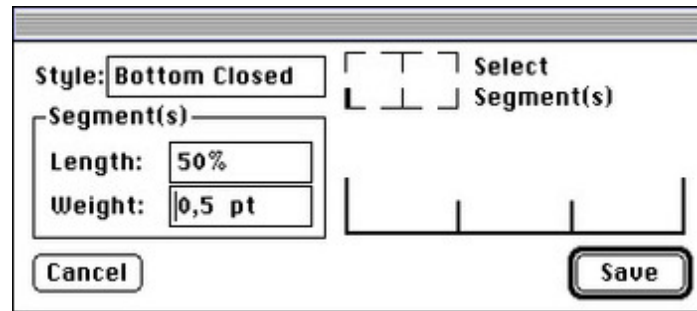 Style: Bottom Closed
Select
Segment(s)
Segment(s)
Length: 50%
Weight: 0,5 pt
Cancel
Save